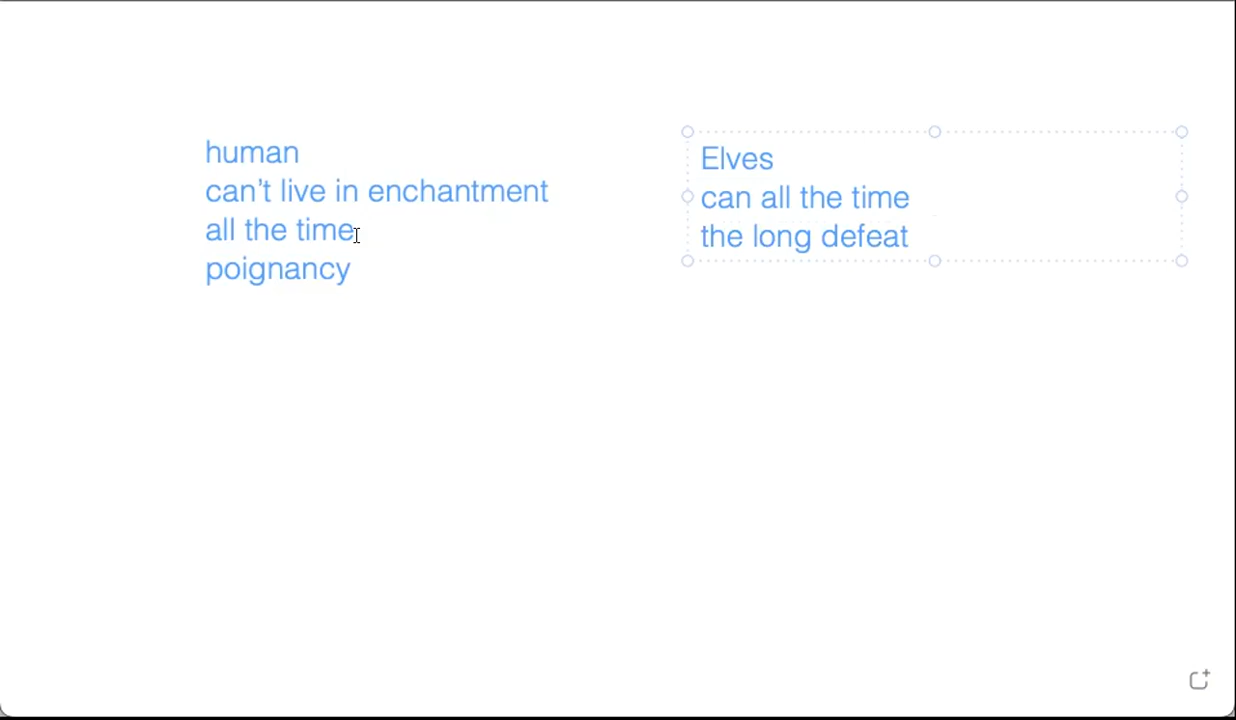 human
can’t live in enchantment
all the time
poignancy
Elves
can all the time
the long defeat